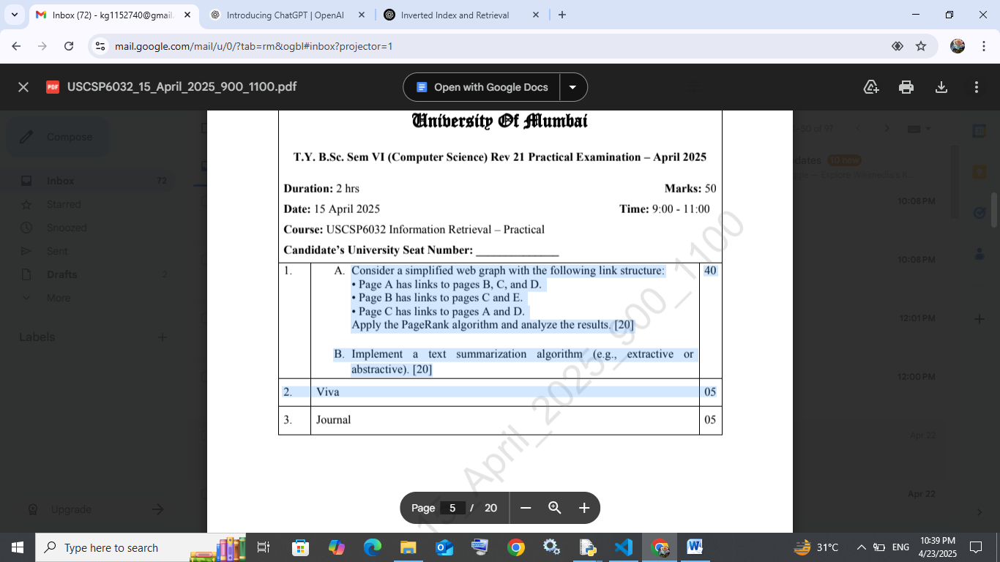 Inbox (72) - kg1152740@gmail.
Introducing ChatGPT | OpenAI
Inverted Index and Retrieval
mail.google.com/mail/u/0/?tab=rm&ogbl#inbox?projector=1
PDF
USCSP6032_15_April_2025_900_1100.pdf
Open with Google Docs
Compose
Inbox 72
Starred
Snoozed
Sent
Drafts 2
More
Labels
Upgrade
50 of 97
dates 10 new
10:08 PM
10:08 PM
12:01 PM
12:00 PM
Apr 22
Apr 22
University Of Mumbai
T.Y. B.Sc. Sem VI (Computer Science) Rev 21 Practical Examination – April 2025
Duration: 2 hrs Marks: 50
Date: 15 April 2025 Time: 9:00 - 11:00
Course: USCSP6032 Information Retrieval – Practical
Candidate's University Seat Number: ______________
1. A. Consider a simplified web graph with the following link structure: 40
• Page A has links to pages B, C, and D.
• Page B has links to pages C and E.
• Page C has links to pages A and D.
Apply the PageRank algorithm and analyze the results. [20]
B. Implement a text summarization algorithm (e.g., extractive or
abstractive). [20]
2. Viva 05
3. Journal 05
15_April_2025_900_1100
Page 5 / 20
Type here to search
31°C
ENG
10:39 PM
4/23/2025